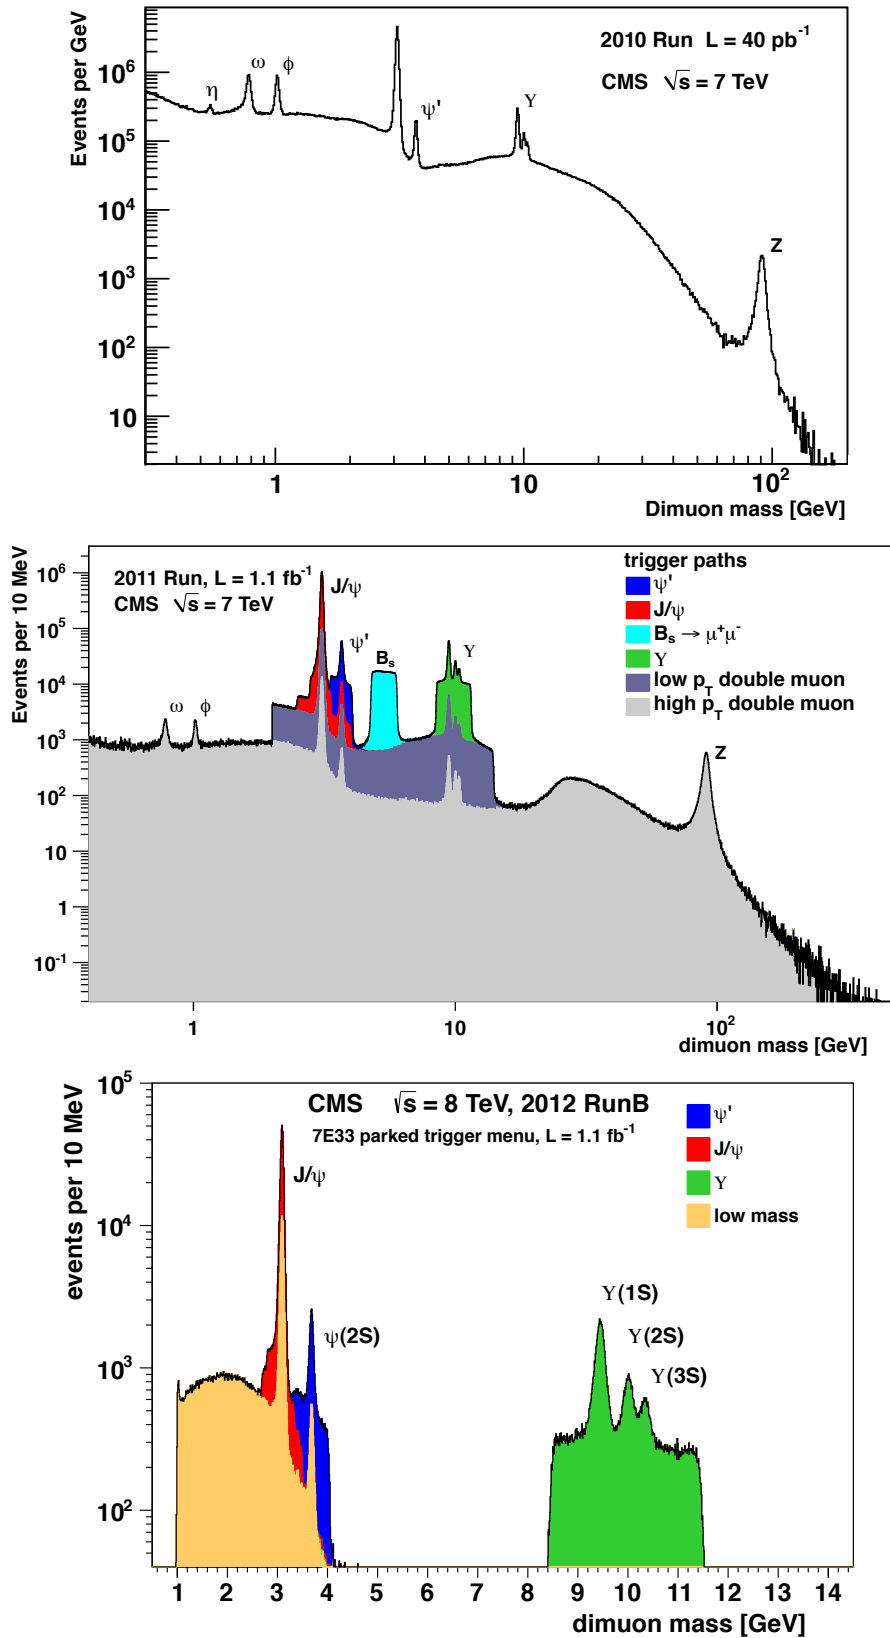 Events per GeV
2010 Run L = 40 pb⁻¹
CMS √s = 7 TeV
η
ω
ϕ
ψ'
Υ
Z
10⁶
10⁵
10⁴
10³
10²
10
1
10
10²
Dimuon mass [GeV]
Events per 10 MeV
2011 Run, L = 1.1 fb⁻¹
CMS √s = 7 TeV
trigger paths
ψ'
J/ψ
Bₛ → μ⁺μ⁻
Υ
low p_T double muon
high p_T double muon
J/ψ
ψ'
Bₛ
Υ
ω
ϕ
Z
10⁶
10⁵
10⁴
10³
10²
10
1
10⁻¹
1
10
10²
dimuon mass [GeV]
events per 10 MeV
CMS √s = 8 TeV, 2012 RunB
7E33 parked trigger menu, L = 1.1 fb⁻¹
ψ'
J/ψ
Υ
low mass
J/ψ
ψ(2S)
Υ(1S)
Υ(2S)
Υ(3S)
10⁵
10⁴
10³
10²
1 2 3 4 5 6 7 8 9 10 11 12 13 14
dimuon mass [GeV]